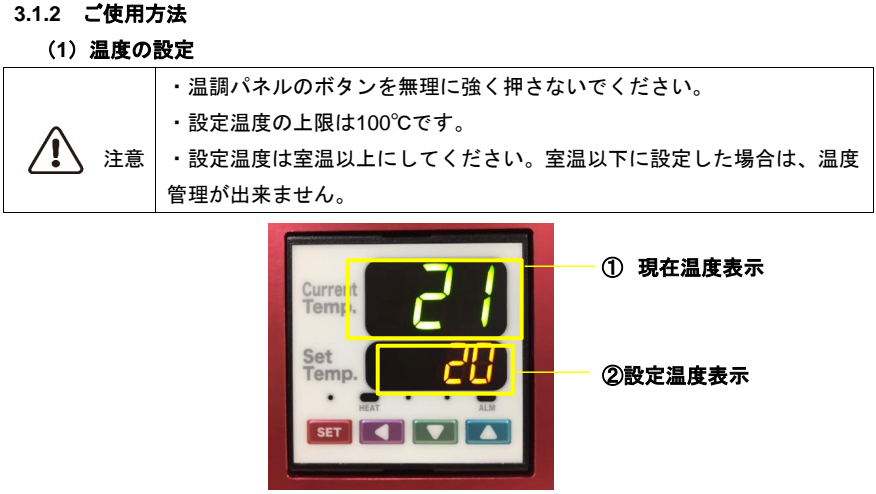 3.1.2 ご使用方法
（1）温度の設定
注意
・温調パネルのボタンを無理に強く押さないでください。
・設定温度の上限は100℃です。
・設定温度は室温以上にしてください。室温以下に設定した場合は、温度
管理が出来ません。
Current
Temp.
21
① 現在温度表示
Set
Temp.
20
②設定温度表示
HEAT
ALM
SET